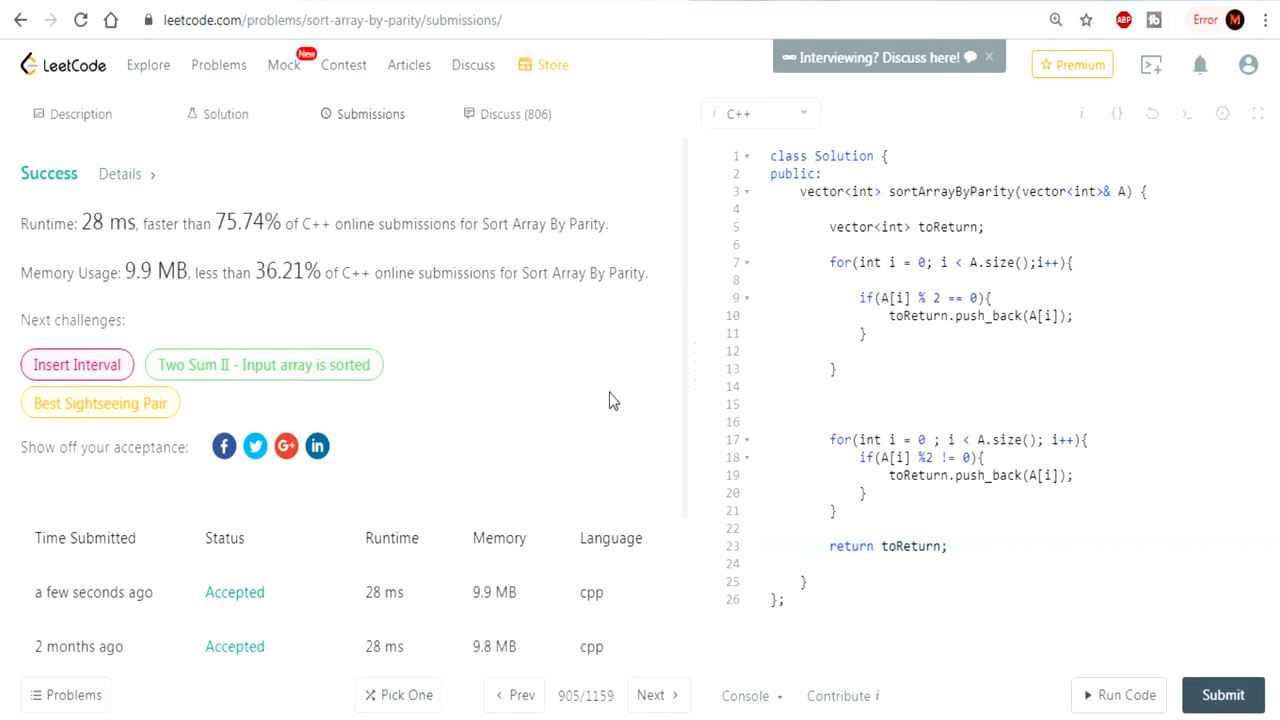 leetcode.com/problems/sort-array-by-parity/submissions/
ABP
Error M
LeetCode Explore Problems Mock New Contest Articles Discuss Store
Interviewing? Discuss here! ×
Premium
Description Solution Submissions Discuss (806)
i C++
i {}
Success Details ›
Runtime: 28 ms, faster than 75.74% of C++ online submissions for Sort Array By Parity.
Memory Usage: 9.9 MB, less than 36.21% of C++ online submissions for Sort Array By Parity.
Next challenges:
Insert Interval Two Sum II - Input array is sorted
Best Sightseeing Pair
Show off your acceptance: f G+ in
Time Submitted Status Runtime Memory Language
a few seconds ago Accepted 28 ms 9.9 MB cpp
2 months ago Accepted 28 ms 9.8 MB cpp
1 class Solution {
2 public:
3 vector<int> sortArrayByParity(vector<int>& A) {
4
5 vector<int> toReturn;
6
7 for(int i = 0; i < A.size();i++){
8
9 if(A[i] % 2 == 0){
10 toReturn.push_back(A[i]);
11 }
12
13 }
14
15
16
17 for(int i = 0 ; i < A.size(); i++){
18 if(A[i] %2 != 0){
19 toReturn.push_back(A[i]);
20 }
21 }
22
23 return toReturn;
24
25 }
26 };
Problems Pick One ‹ Prev 905/1159 Next ›
Console Contribute i Run Code Submit